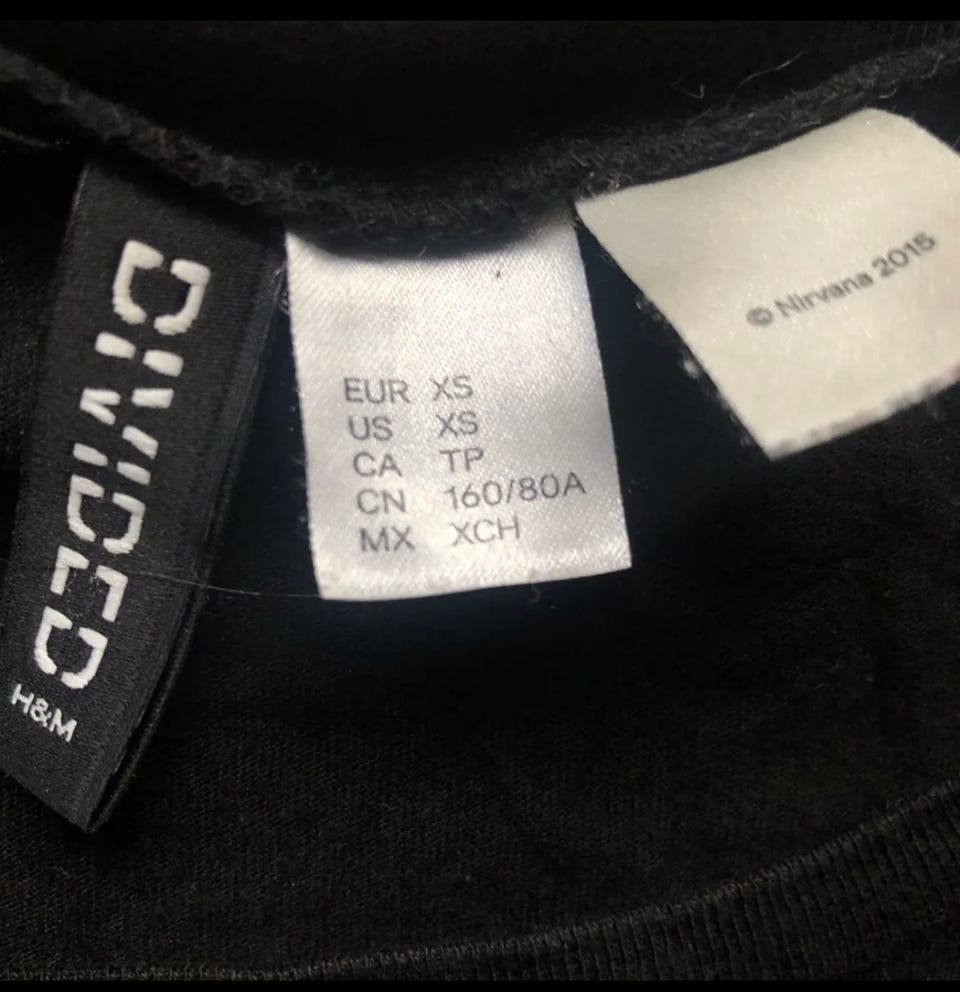 DIVIDED
H&M
EUR XS
US XS
CA TP
CN 160/80A
MX XCH
© Nirvana 2015